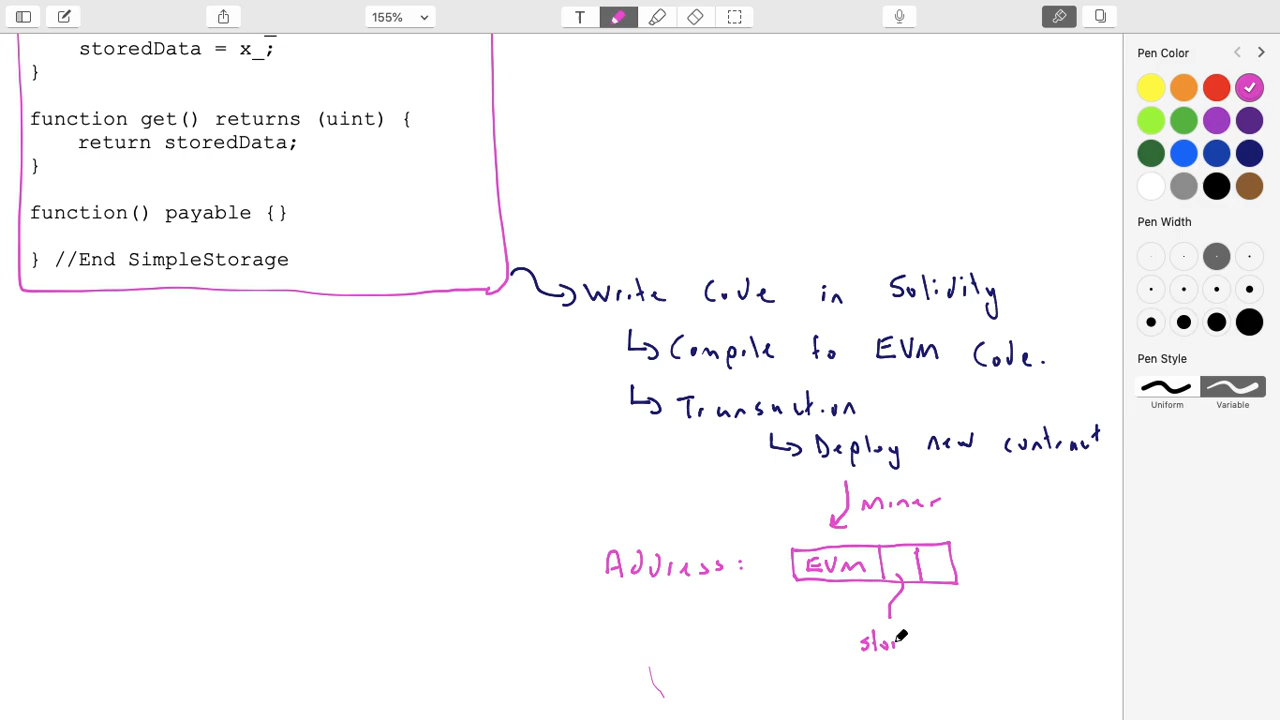 155%
T
storedData = x_;
}
function get() returns (uint) {
return storedData;
}
function() payable {}
} //End SimpleStorage
Write Code in Solidity
Compile to EVM Code.
Transaction
Deploy new contract
Miner
Address:
EVM
stor
Pen Color
Pen Width
Pen Style
Uniform
Variable